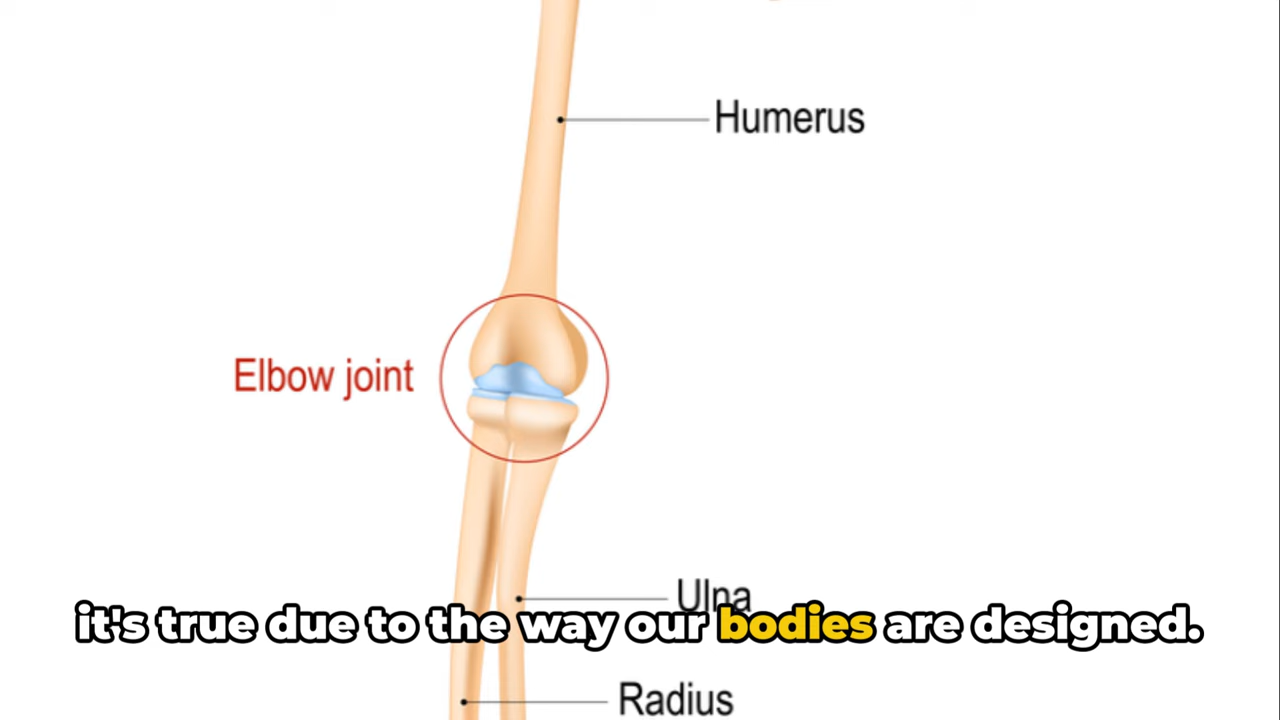 Humerus
Elbow joint
Ulna
it's true due to the way our bodies are designed.
Radius